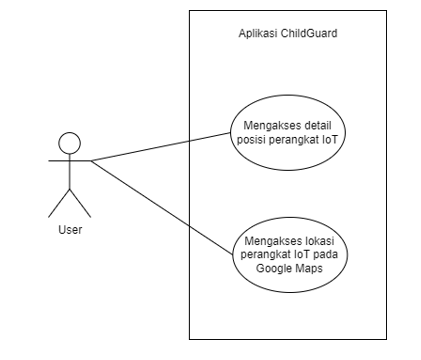 Aplikasi ChildGuard
Mengakses detail
posisi perangkat IoT
User
Mengakses lokasi
perangkat IoT pada
Google Maps